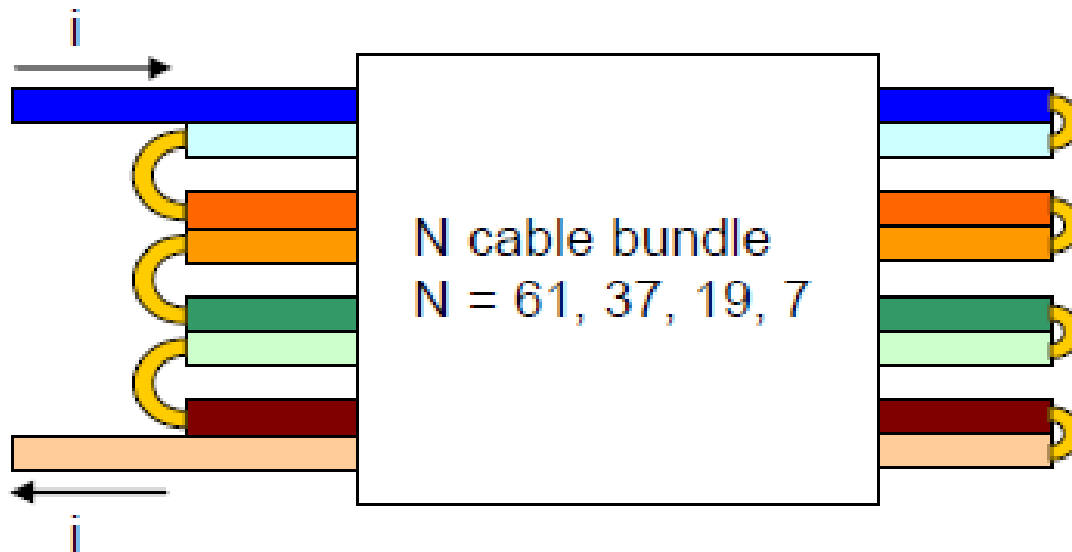 i
N cable bundle
N = 61, 37, 19, 7
i